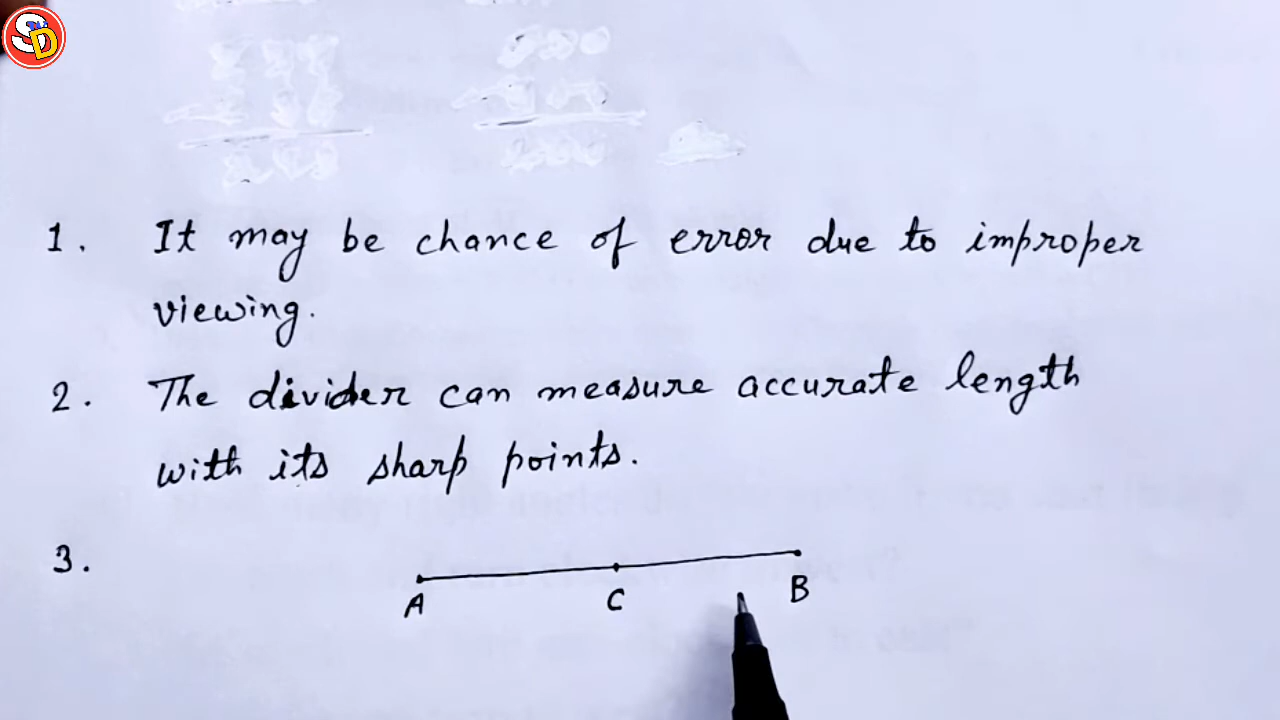 SD
1. It may be chance of error due to improper
viewing.
2. The divider can measure accurate length
with its sharp points.
3.
A C B